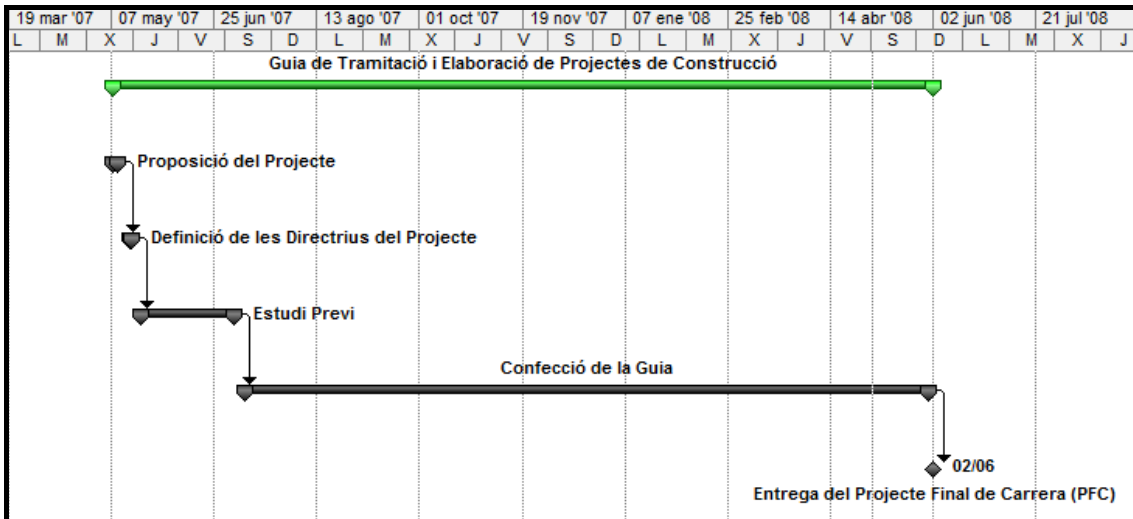 19 mar '07 07 may '07 25 jun '07 13 ago '07 01 oct '07 19 nov '07 07 ene '08 25 feb '08 14 abr '08 02 jun '08 21 jul '08
L M X J V S D L M X J V S D L M X J V S D L M X J
Guia de Tramitació i Elaboració de Projectes de Construcció
Proposició del Projecte
Definició de les Directrius del Projecte
Estudi Previ
Confecció de la Guia
02/06
Entrega del Projecte Final de Carrera (PFC)